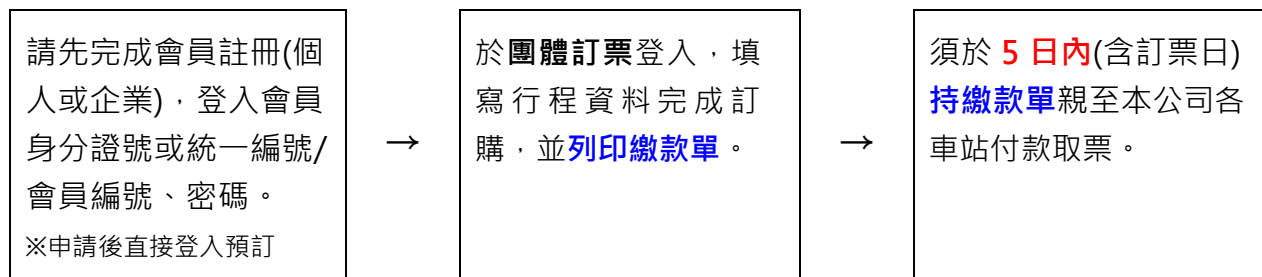 請先完成會員註冊(個
人或企業)，登入會員
身分證號或統一編號/
會員編號、密碼。
※申請後直接登入預訂
→
於團體訂票登入，填
寫行程資料完成訂
購，並列印繳款單。
→
須於 5 日內(含訂票日)
持繳款單親至本公司各
車站付款取票。